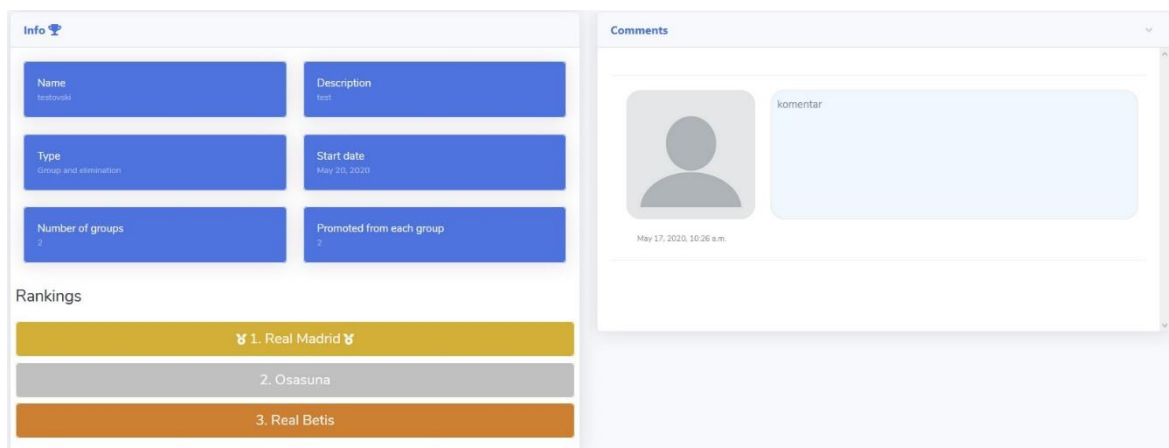 Info
Name
testovski
Description
test
Type
Group and elimination
Start date
May 20, 2020
Number of groups
2
Promoted from each group
2
Rankings
1. Real Madrid
2. Osasuna
3. Real Betis
Comments
komentar
May 17, 2020, 10:26 a.m.